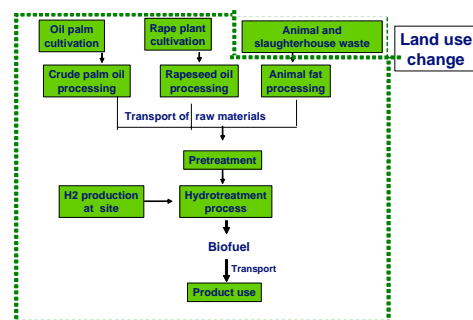 Oil palm
cultivation
Rape plant
cultivation
Animal and
slaughterhouse waste
Land use
change
Crude palm oil
processing
Rapeseed oil
processing
Animal fat
processing
Transport of raw materials
Pretreatment
H2 production
at site
Hydrotreatment
process
Biofuel
Transport
Product use